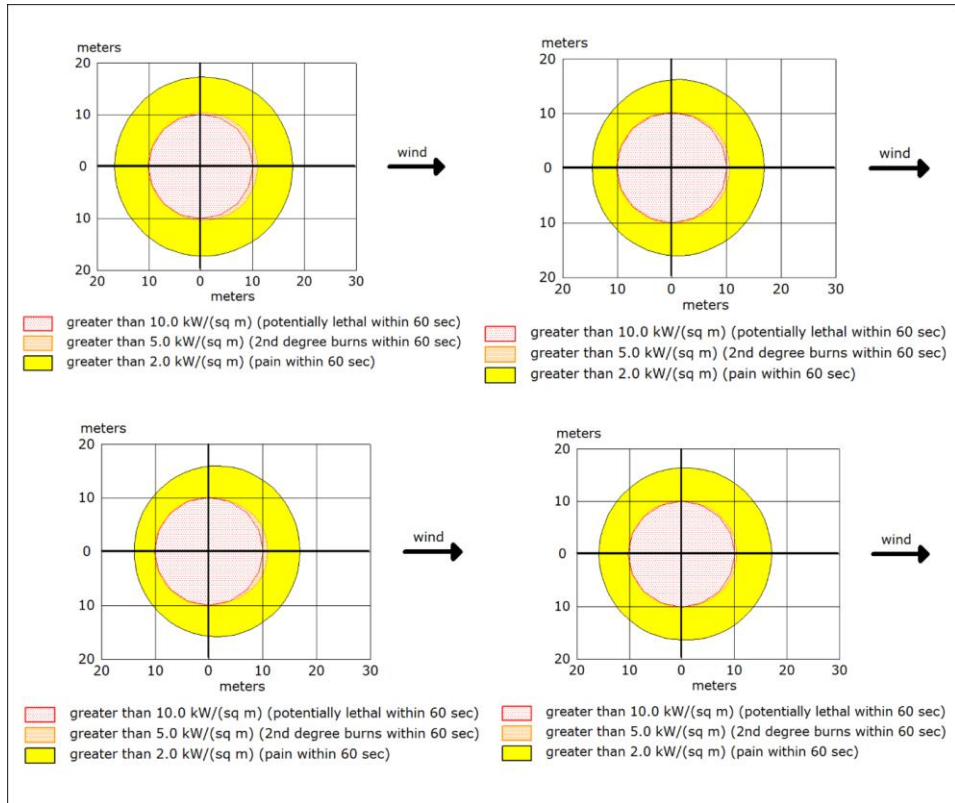 meters
20
10
0
10
20
20 10 0 10 20 30
meters
wind
greater than 10.0 kW/(sq m) (potentially lethal within 60 sec)
greater than 5.0 kW/(sq m) (2nd degree burns within 60 sec)
greater than 2.0 kW/(sq m) (pain within 60 sec)
meters
20
10
0
10
20
20 10 0 10 20 30
meters
wind
greater than 10.0 kW/(sq m) (potentially lethal within 60 sec)
greater than 5.0 kW/(sq m) (2nd degree burns within 60 sec)
greater than 2.0 kW/(sq m) (pain within 60 sec)
meters
20
10
0
10
20
20 10 0 10 20 30
meters
wind
greater than 10.0 kW/(sq m) (potentially lethal within 60 sec)
greater than 5.0 kW/(sq m) (2nd degree burns within 60 sec)
greater than 2.0 kW/(sq m) (pain within 60 sec)
meters
20
10
0
10
20
20 10 0 10 20 30
meters
wind
greater than 10.0 kW/(sq m) (potentially lethal within 60 sec)
greater than 5.0 kW/(sq m) (2nd degree burns within 60 sec)
greater than 2.0 kW/(sq m) (pain within 60 sec)